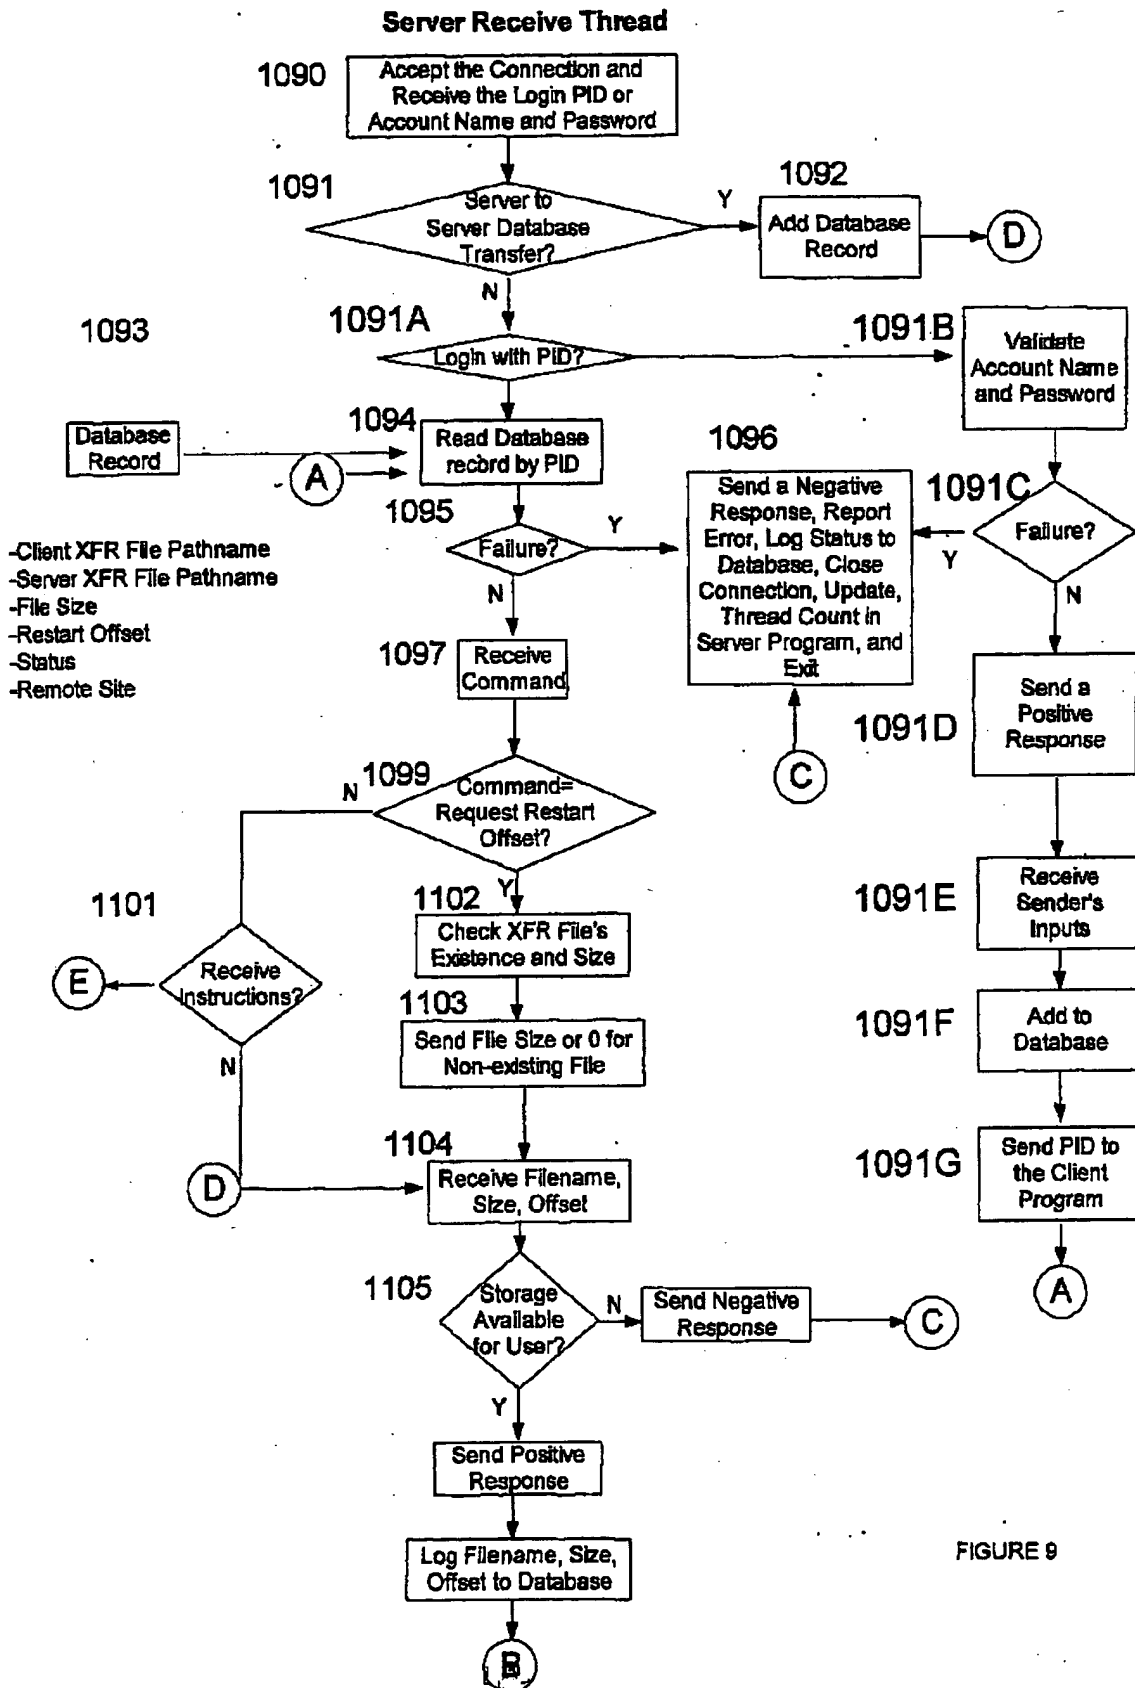 Server Receive Thread
1090
Accept the Connection and
Receive the Login PID or
Account Name and Password
1091
Server to
Server Database
Transfer?
Y
1092
Add Database
Record
D
N
1091A
Login with PID?
1091B
Validate
Account Name
and Password
1093
Database
Record
1094
Read Database
record by PID
A
1095
Failure?
Y
N
1096
Send a Negative
Response, Report
Error, Log Status to
Database, Close
Connection, Update,
Thread Count in
Server Program, and
Exit
C
1091C
Failure?
Y
N
-Client XFR File Pathname
-Server XFR File Pathname
-File Size
-Restart Offset
-Status
-Remote Site
1097
Receive
Command
1091D
Send a
Positive
Response
1099
Command=
Request Restart
Offset?
N
Y
1101
Receive
Instructions?
E
N
1102
Check XFR File's
Existence and Size
1091E
Receive
Sender's
Inputs
1103
Send File Size or 0 for
Non-existing File
1091F
Add to
Database
1104
Receive Filename,
Size, Offset
D
1091G
Send PID to
the Client
Program
A
1105
Storage
Available
for User?
N
Send Negative
Response
C
Y
Send Positive
Response
Log Filename, Size,
Offset to Database
B
FIGURE 9